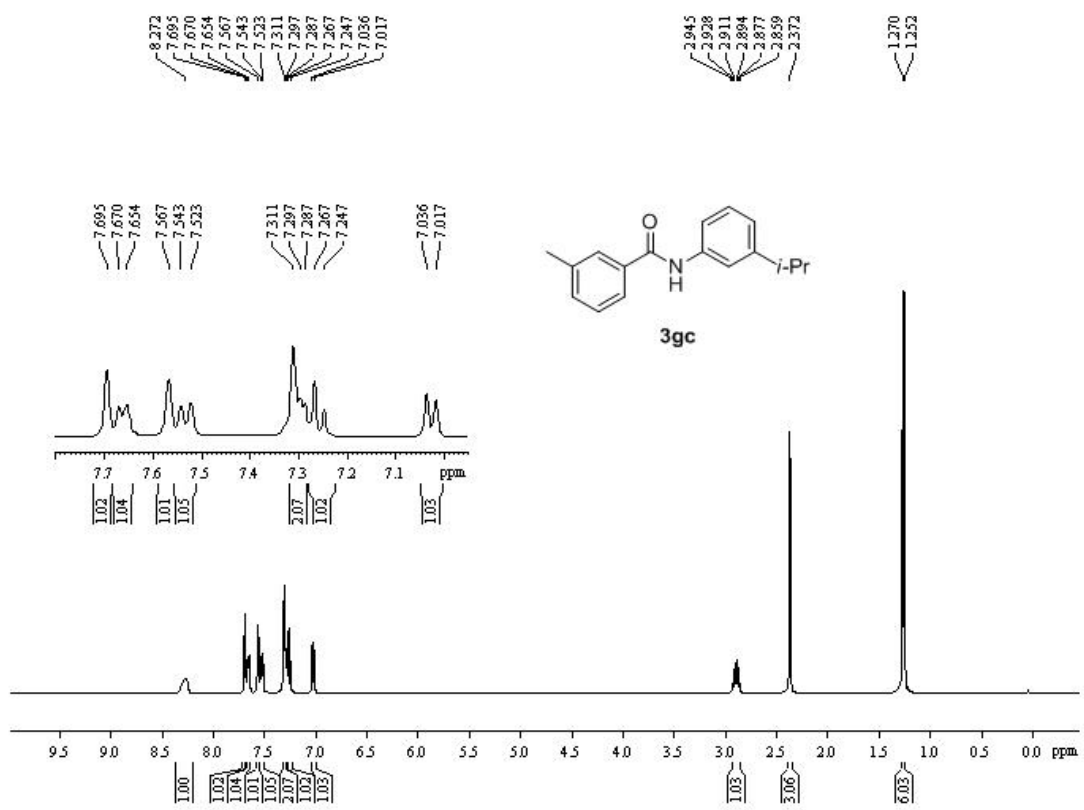 8.272 7.695 7.670 7.654 7.567 7.543 7.523 7.311 7.297 7.287 7.267 7.247 7.036 7.017 2.945 2.928 2.911 2.894 2.877 2.859 2.372 1.270 1.252
7.695 7.670 7.654 7.567 7.543 7.523 7.311 7.297 7.287 7.267 7.247 7.036 7.017
O
N
H
i-Pr
3gc
7.7 7.6 7.5 7.4 7.3 7.2 7.1 ppm
1.02 1.04 1.01 1.05 2.07 1.02 1.03
9.5 9.0 8.5 8.0 7.5 7.0 6.5 6.0 5.5 5.0 4.5 4.0 3.5 3.0 2.5 2.0 1.5 1.0 0.5 0.0 ppm
1.00 1.02 1.04 1.01 1.05 2.07 1.02 1.03 1.03 3.06 6.03